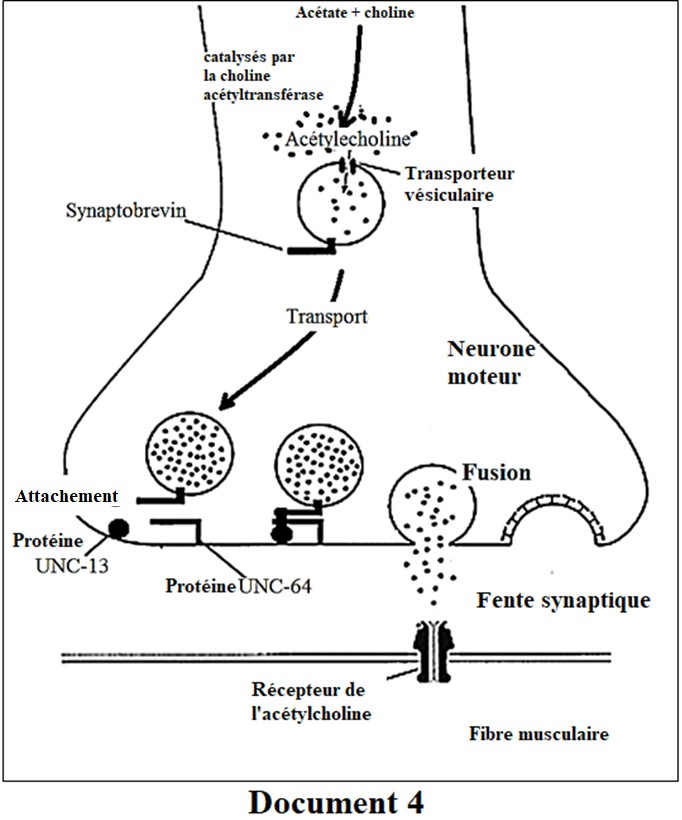 Acétate + choline
catalysés par
la choline
acétyltransférase
Acétylecholine
Transporteur
vésiculaire
Synaptobrevin
Transport
Neurone
moteur
Fusion
Attachement
Protéine
UNC-13
Protéine UNC-64
Fente synaptique
Récepteur de
l'acétylcholine
Fibre musculaire
Document 4